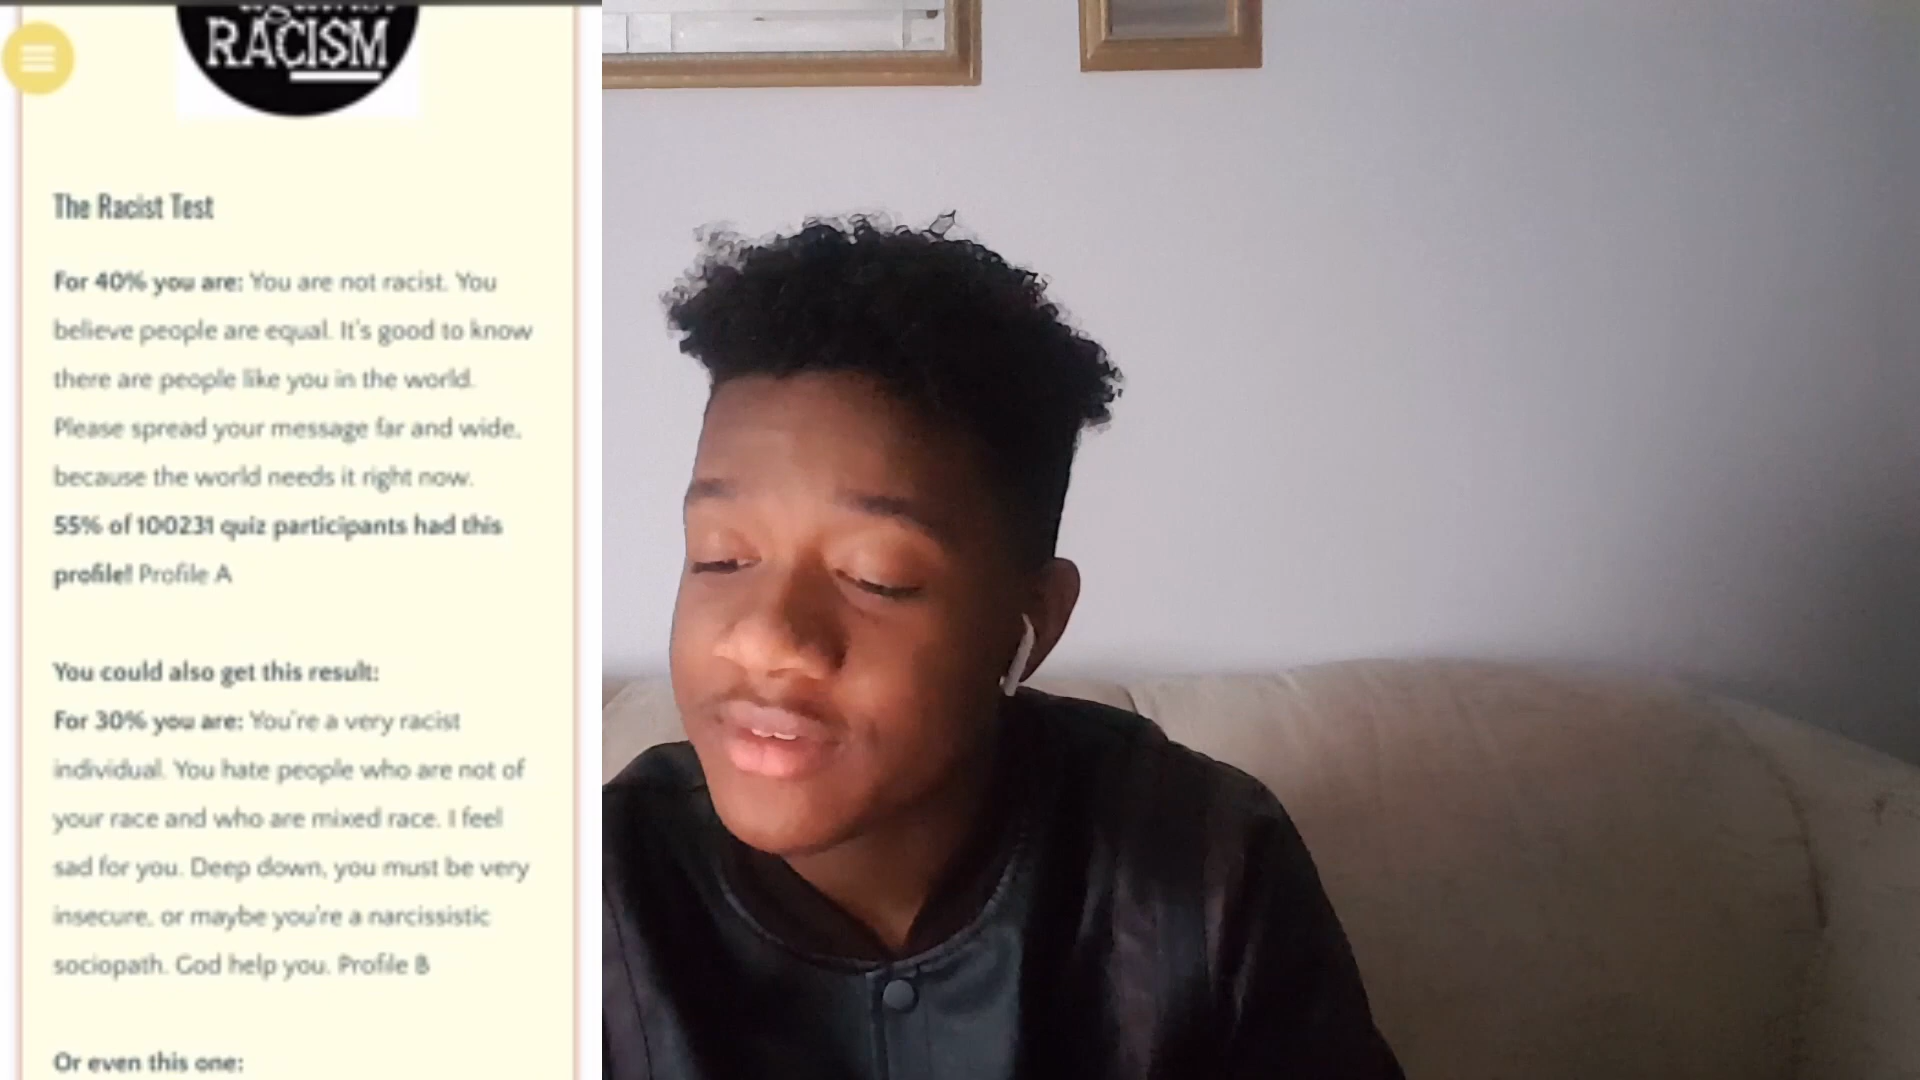 against
RACISM
The Racist Test
For 40% you are: You are not racist. You
believe people are equal. It's good to know
there are people like you in the world.
Please spread your message far and wide,
because the world needs it right now.
55% of 100231 quiz participants had this
profile! Profile A
You could also get this result:
For 30% you are: You're a very racist
individual. You hate people who are not of
your race and who are mixed race. I feel
sad for you. Deep down, you must be very
insecure, or maybe you're a narcissistic
sociopath. God help you. Profile B
Or even this one: